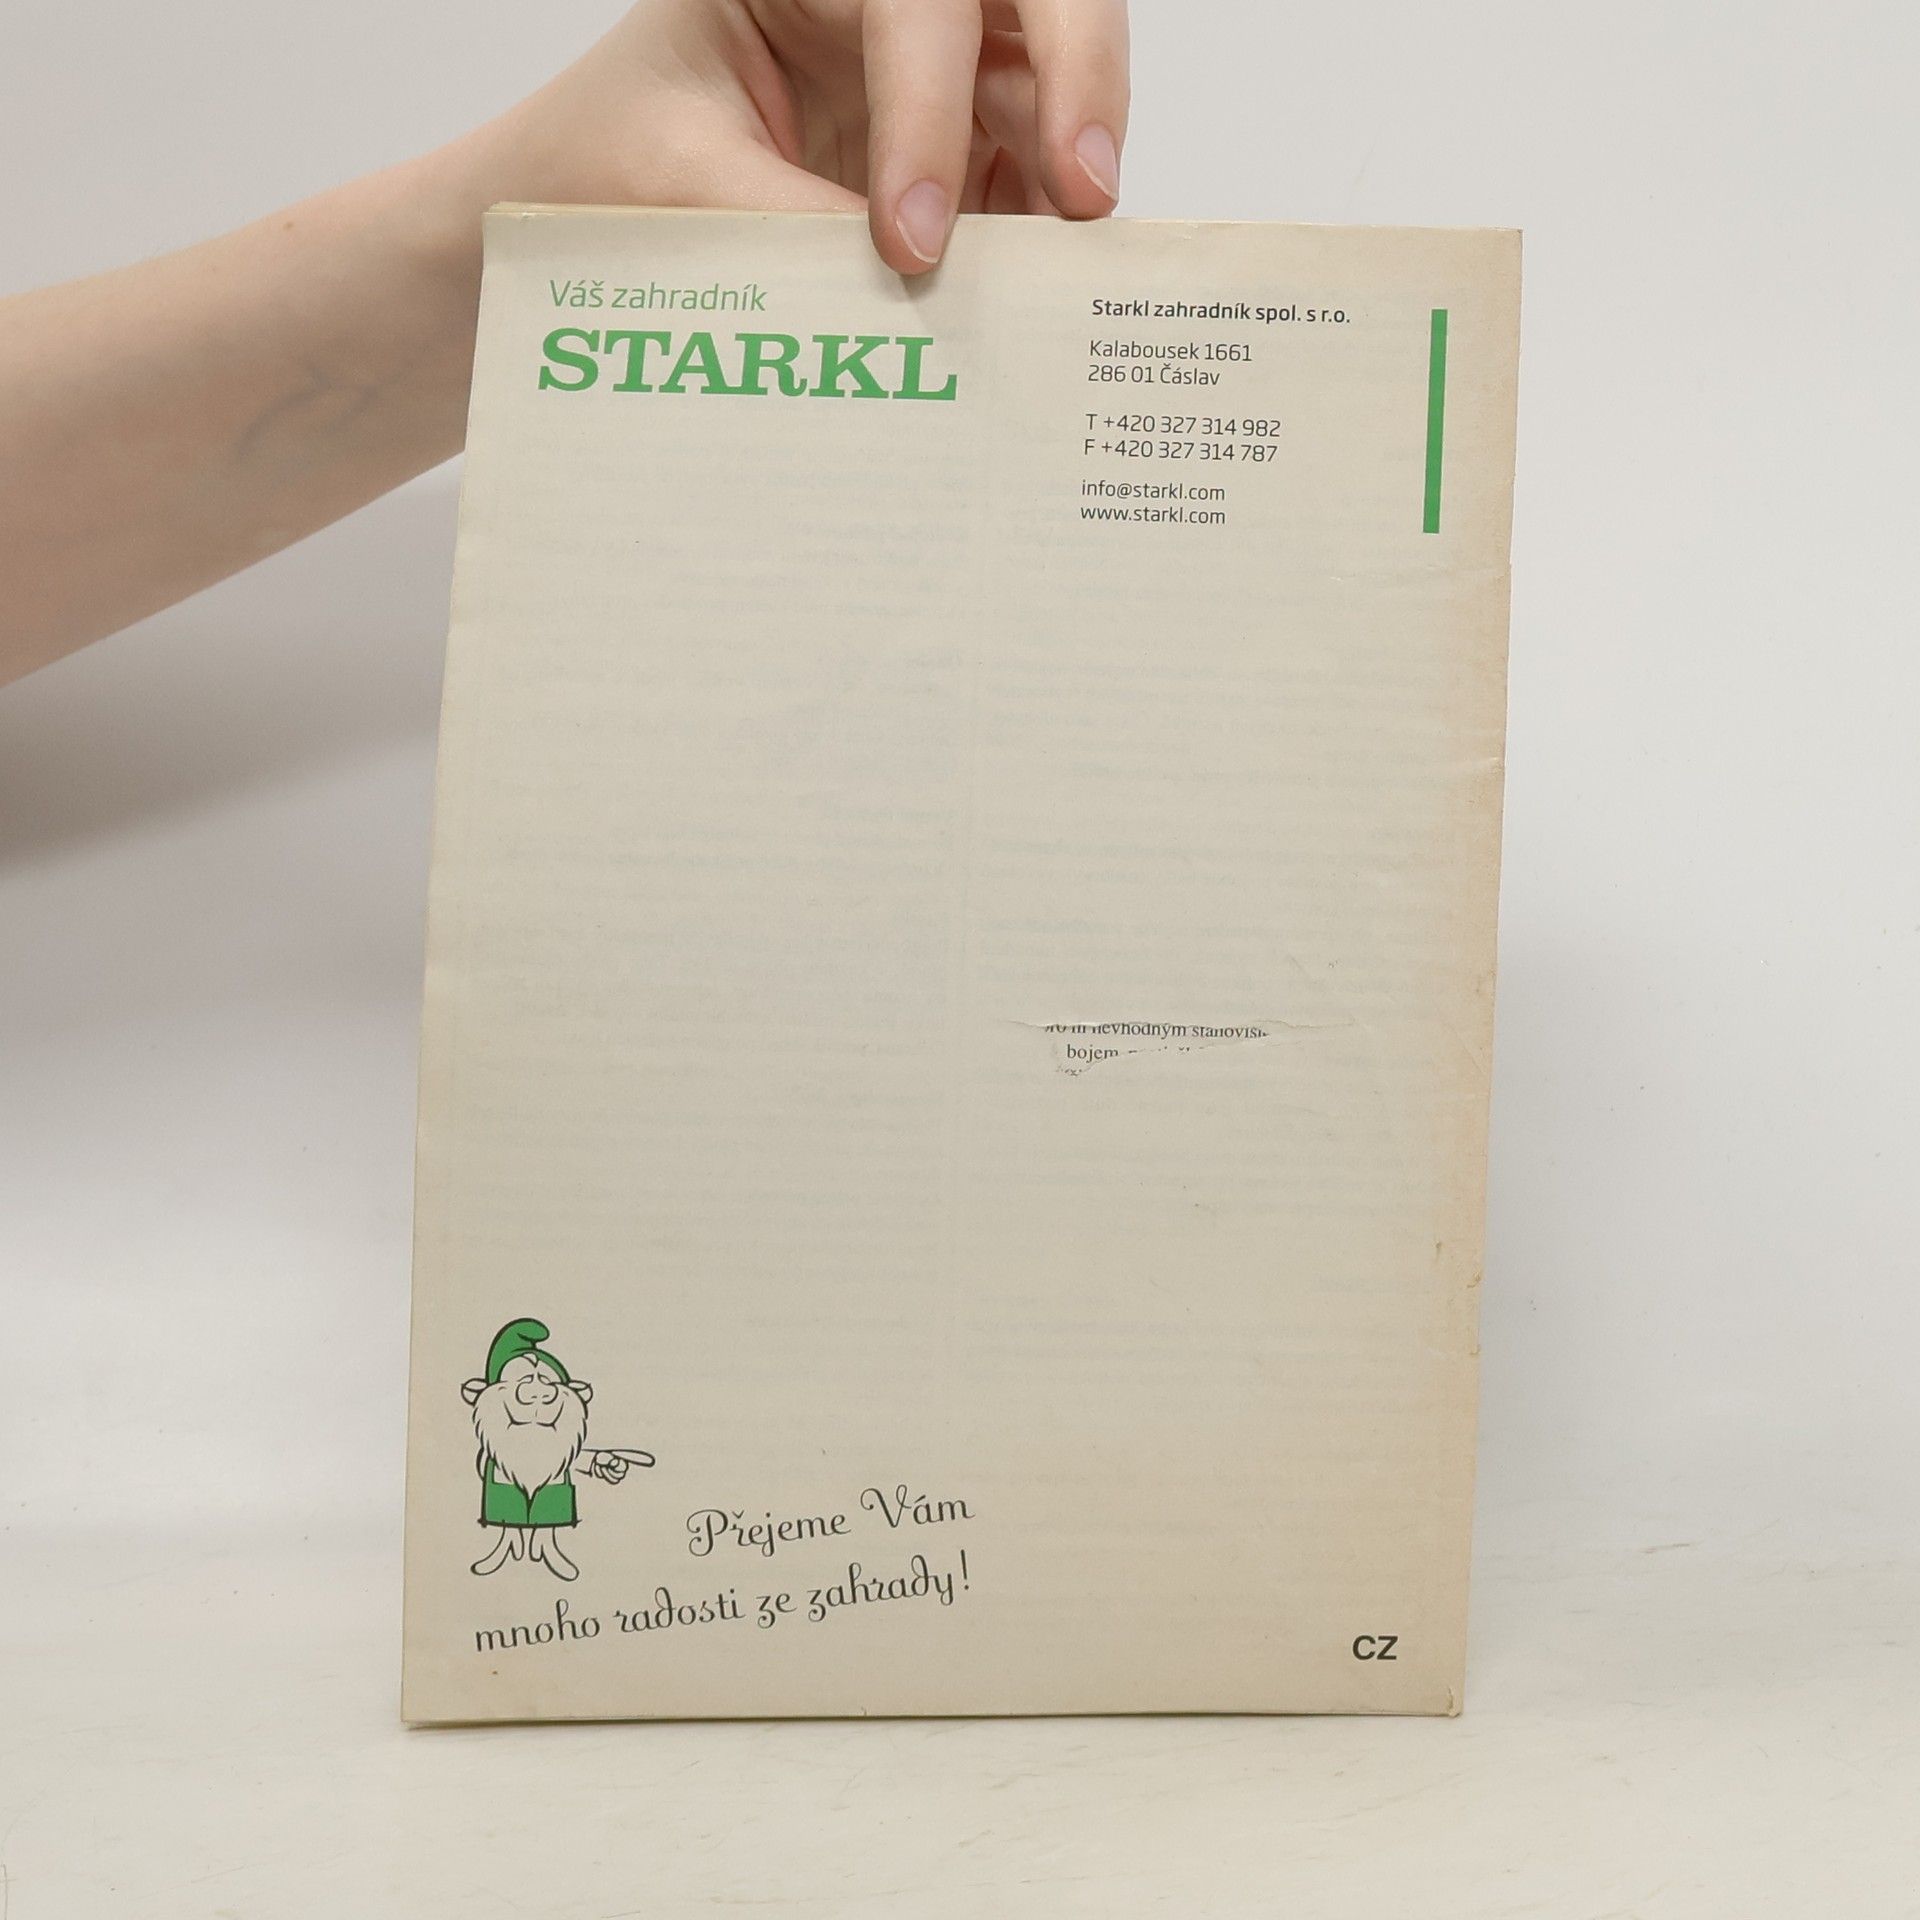 Váš zahradník
STARKL
Starkl zahradník spol. s r.o.
Kalabousek 1661
286 01 Čáslav
T +420 327 314 982
F +420 327 314 787
info@starkl.com
www.starkl.com
nevhodným
bojem
Přejeme Vám
mnoho radosti ze zahrady!
CZ